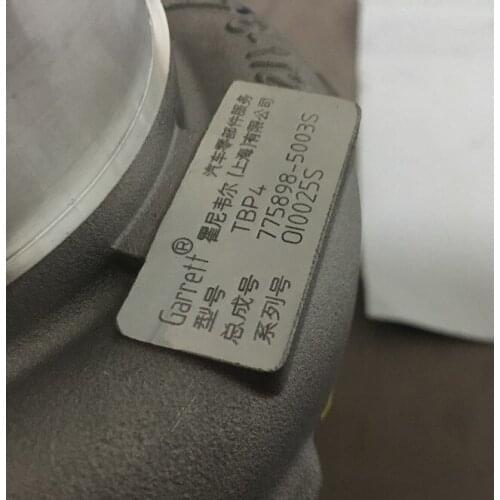 Garrett® 霍尼韦尔 汽车零部件服务
(上海)有限公司
型号 TBP4
总成号 775898-5003S
系列号 OI0025S